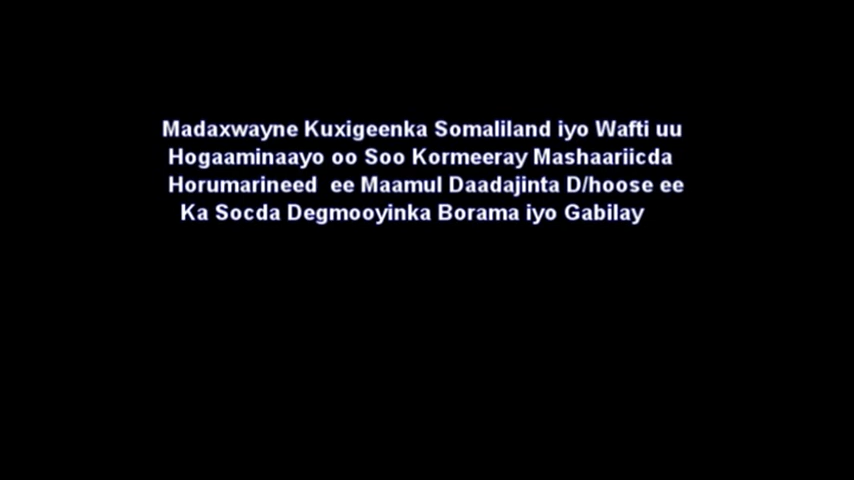 Madaxwayne Kuxigeenka Somaliland iyo Wafti uu
Hogaaminaayo oo Soo Kormeeray Mashaariicda
Horumarineed ee Maamul Daadajinta D/hoose ee
Ka Socda Degmooyinka Borama iyo Gabilay